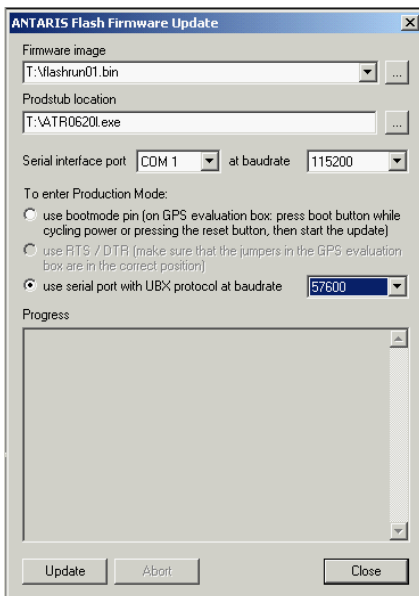 ANTARIS Flash Firmware Update
Firmware image
T:\flashrun01.bin
...
Prodstub location
T:\ATR0620I.exe
...
Serial interface port COM 1 at baudrate 115200
To enter Production Mode:
use bootmode pin (on GPS evaluation box: press boot button while
cycling power or pressing the reset button, then start the update)
use RTS / DTR (make sure that the jumpers in the GPS evaluation
box are in the correct position)
use serial port with UBX protocol at baudrate 57600
Progress
Update Abort Close